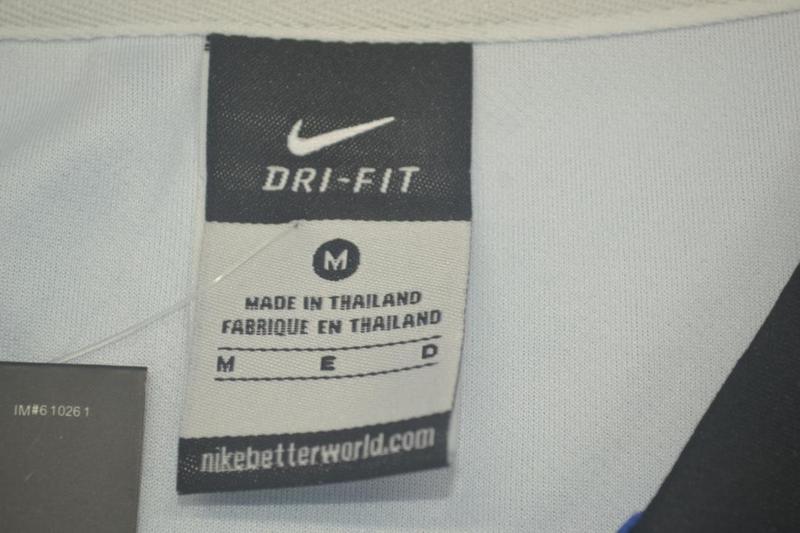 DRI-FIT
M
MADE IN THAILAND
FABRIQUE EN THAILAND
M E D
nikebetterworld.com
IM#610261